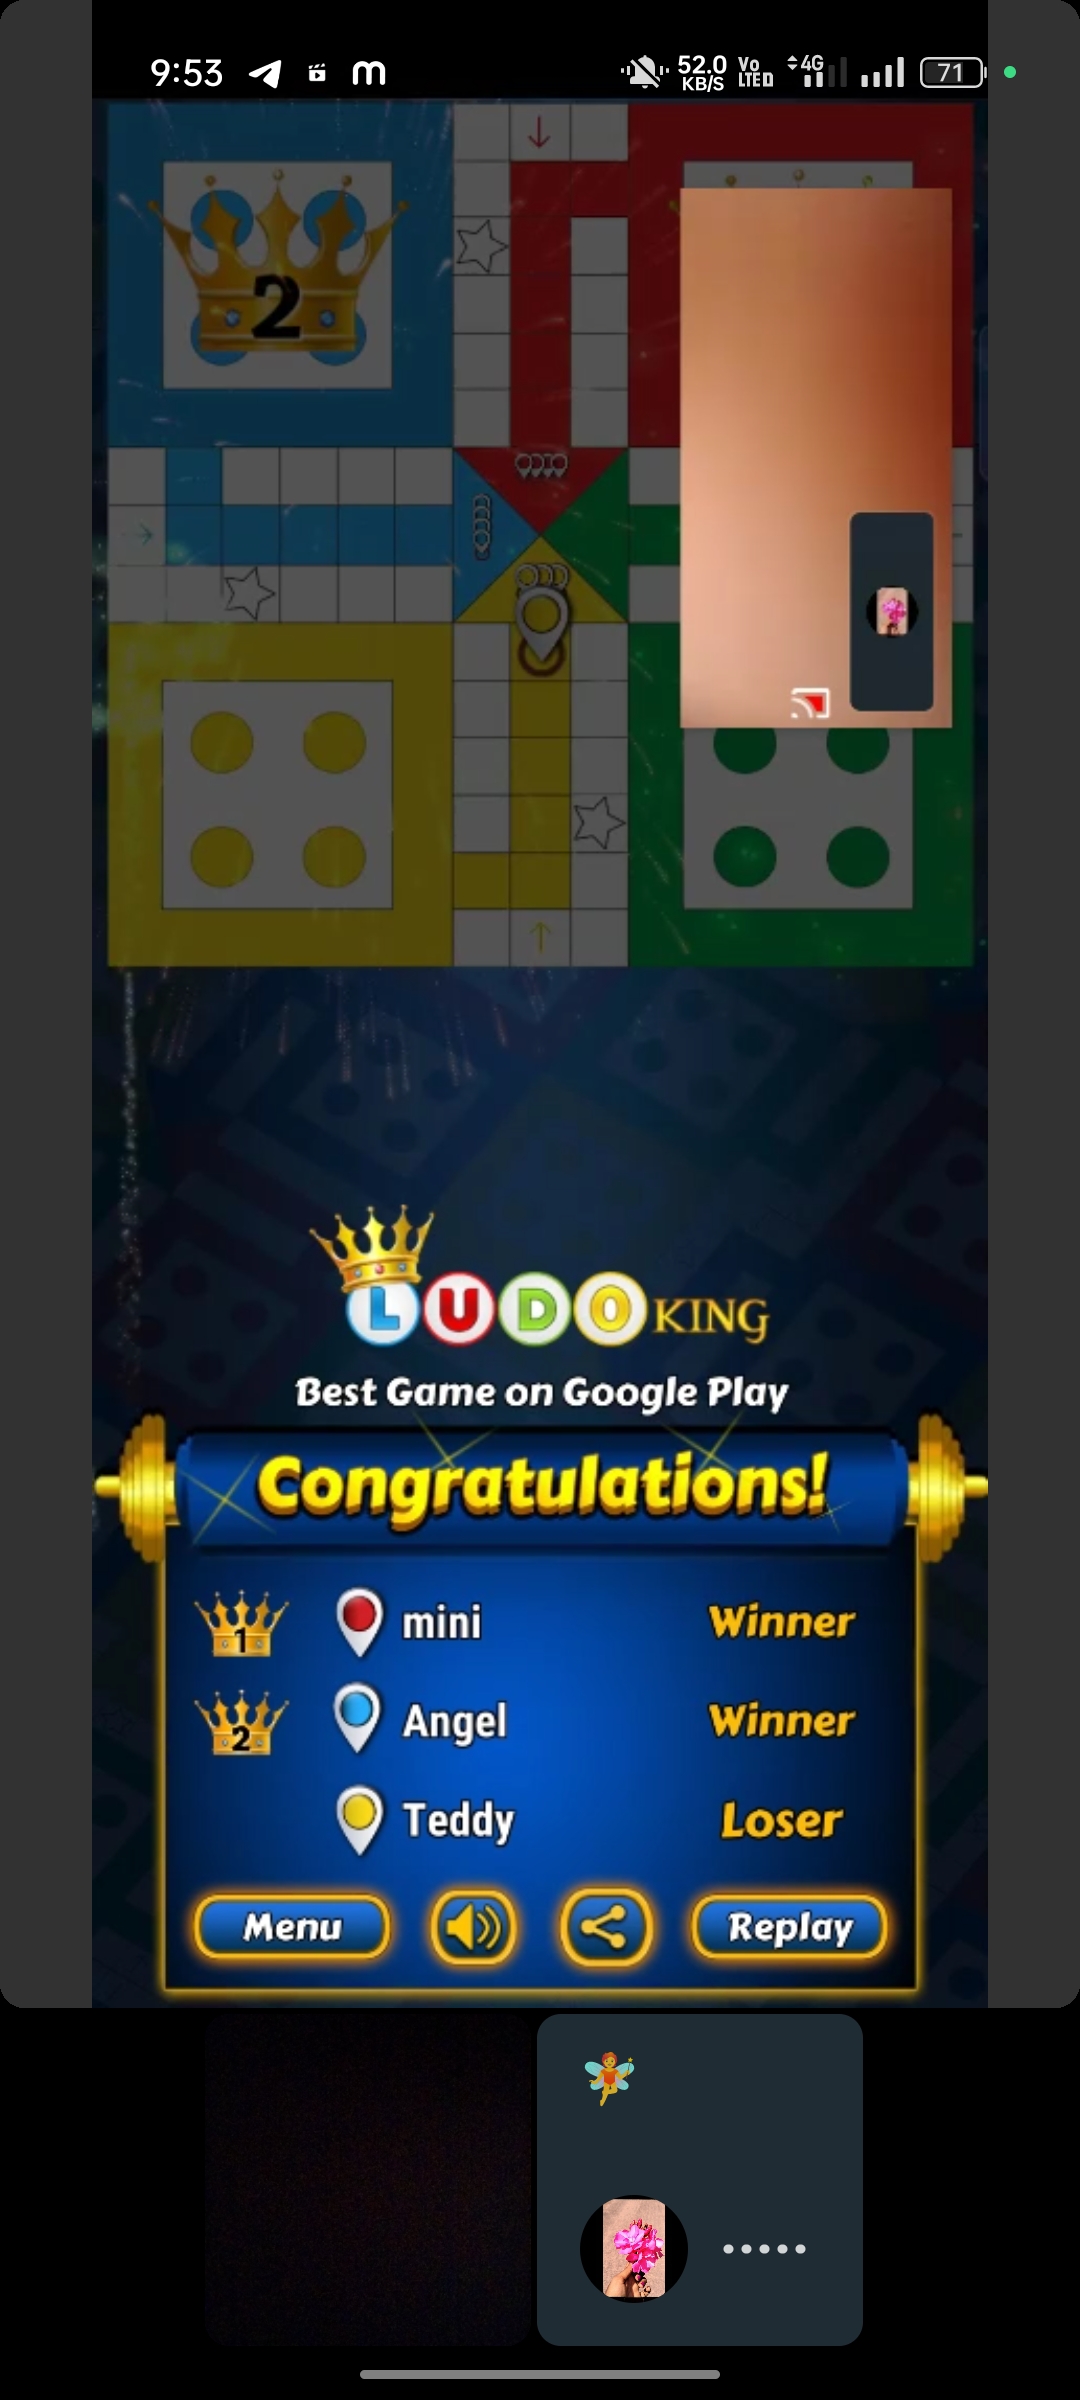 9:53 m 52.0 KB/S Vo LTED 4G 71
2
LUDO KING
Best Game on Google Play
Congratulations!
1 mini Winner
2 Angel Winner
Teddy Loser
Menu Replay